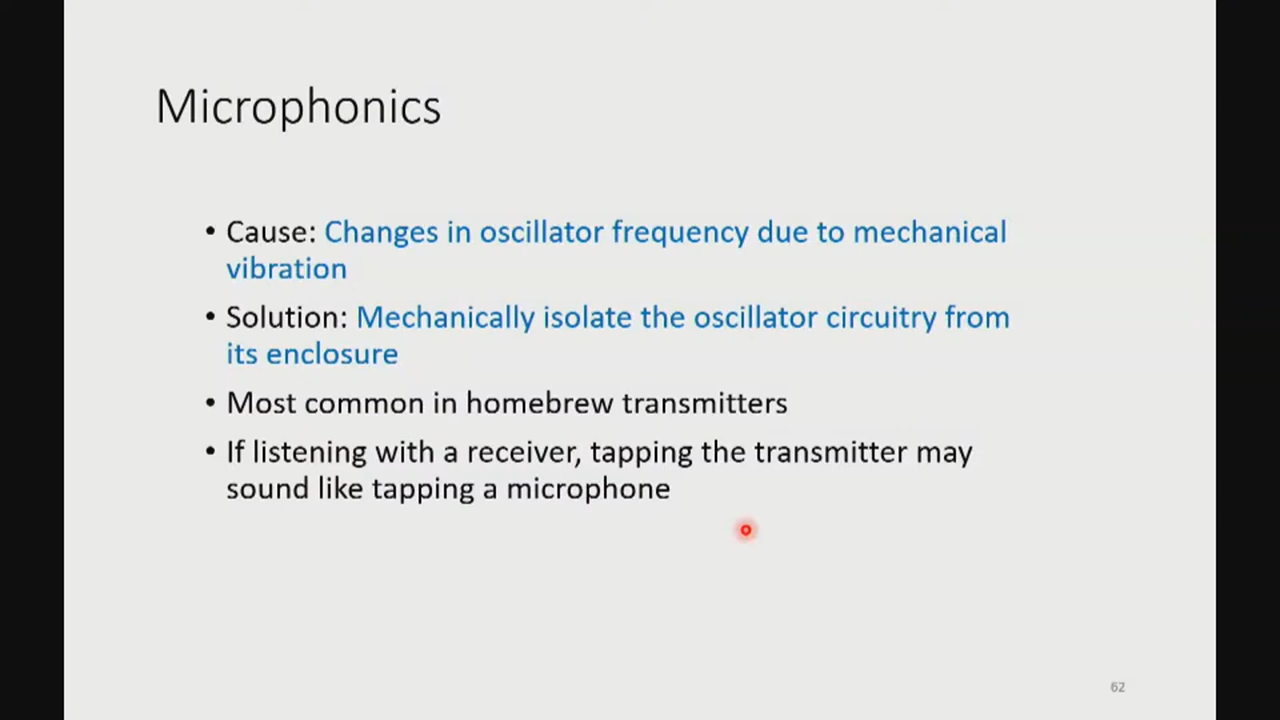 Microphonics
• Cause: Changes in oscillator frequency due to mechanical
vibration
• Solution: Mechanically isolate the oscillator circuitry from
its enclosure
• Most common in homebrew transmitters
• If listening with a receiver, tapping the transmitter may
sound like tapping a microphone
62